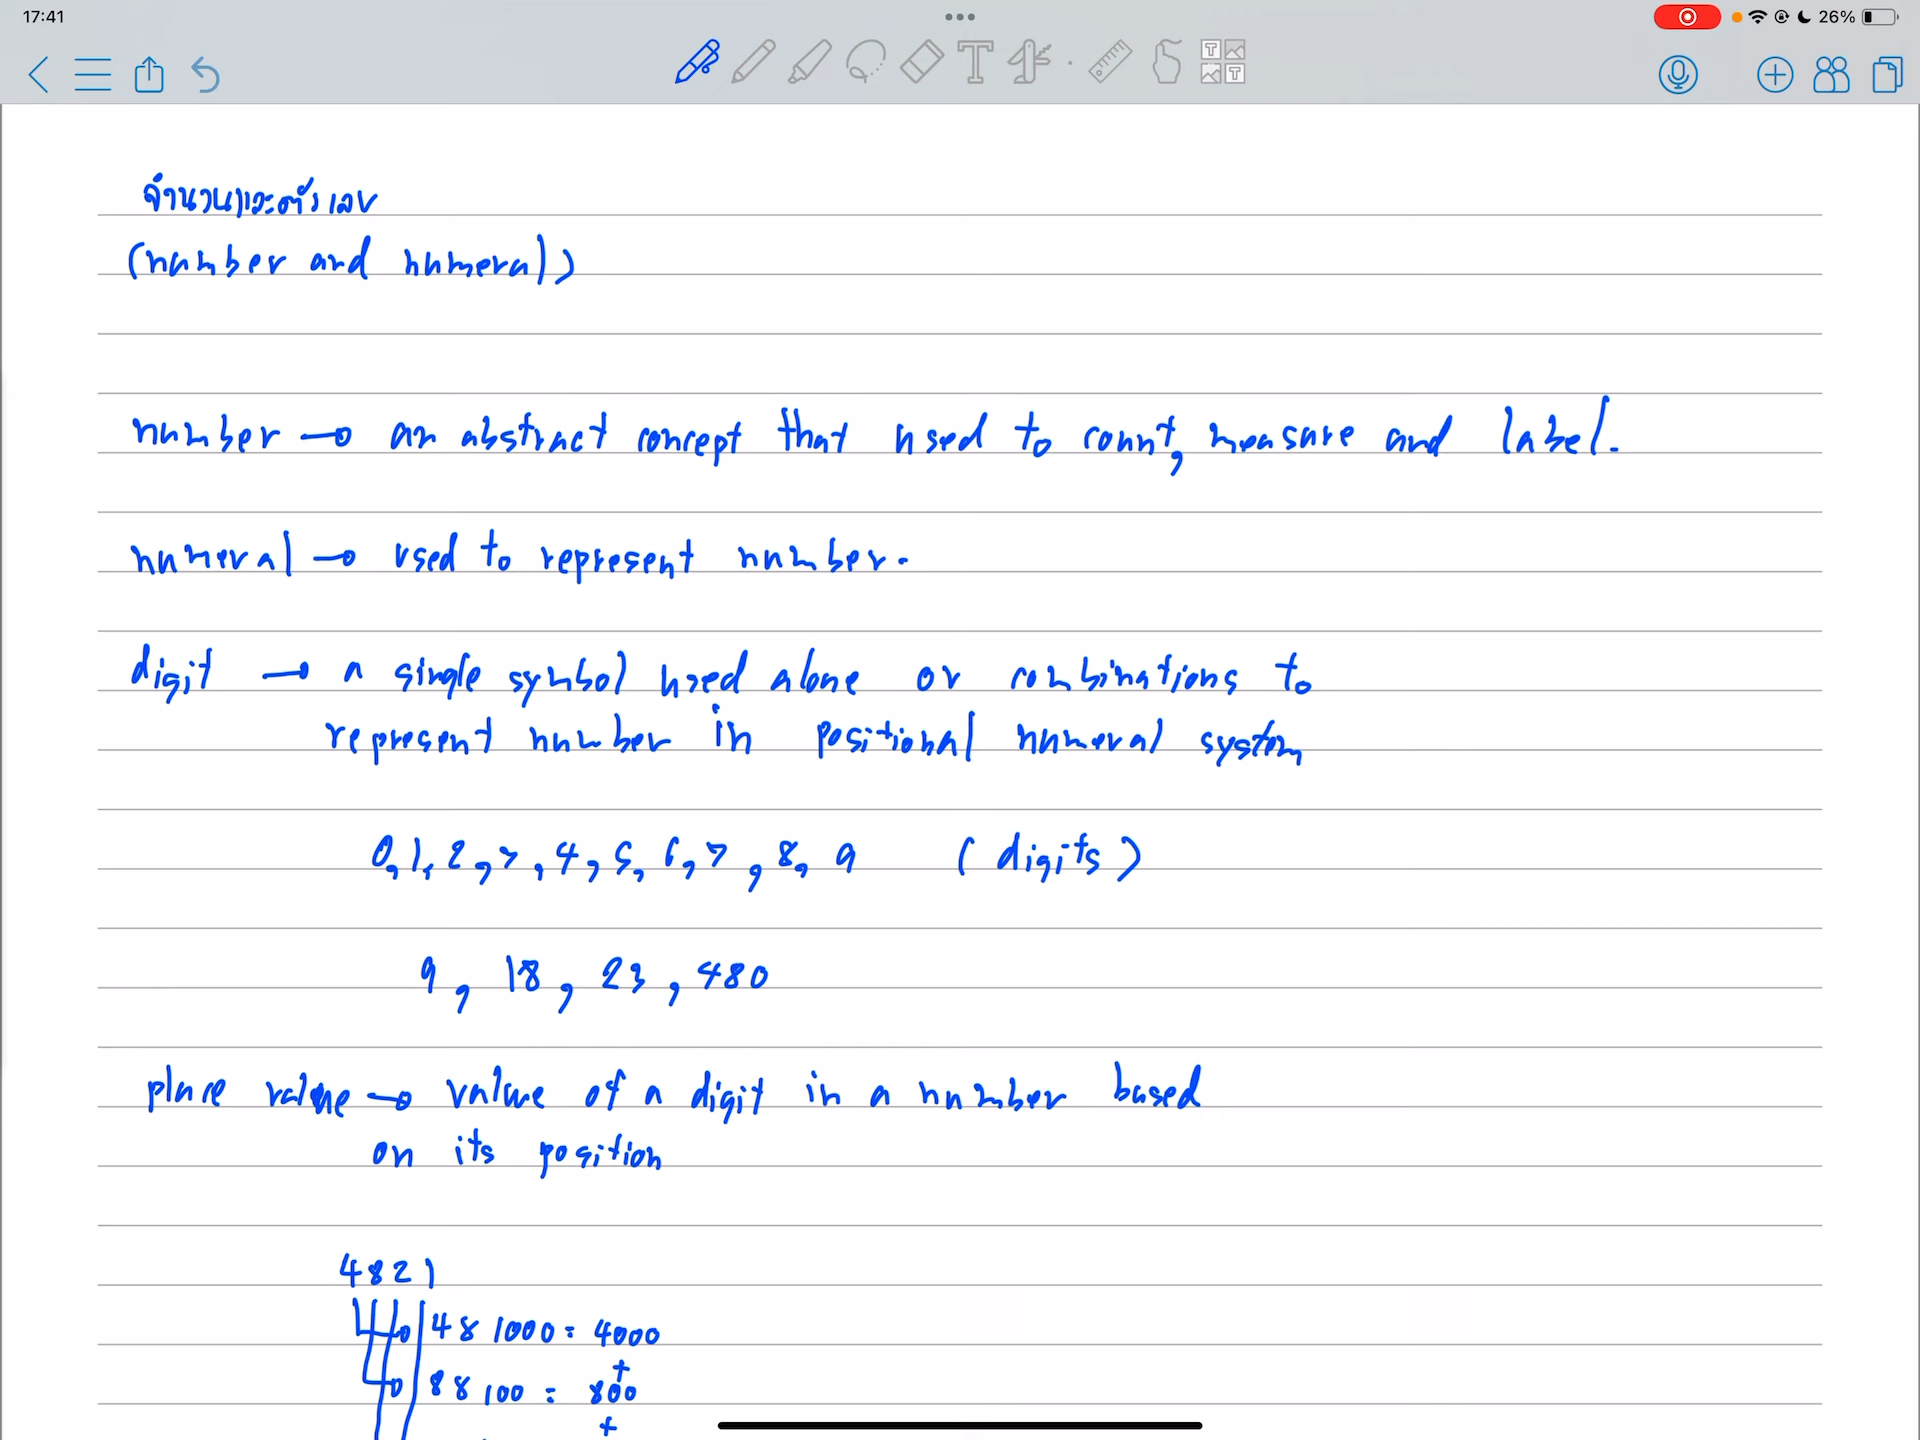 17:41
26%
จำนวนและตัวเลข
(number and numeral)
number → an abstract concept that used to count, measure and label.
numeral → used to represent number.
digit → a single symbol used alone or combinations to
represent number in positional numeral system
0, 1, 2, 3, 4, 5, 6, 7, 8, 9 (digits)
9, 18, 23, 480
place value → value of a digit in a number based
on its position
4821
4 × 1000 = 4000
+
8 × 100 = 800
+